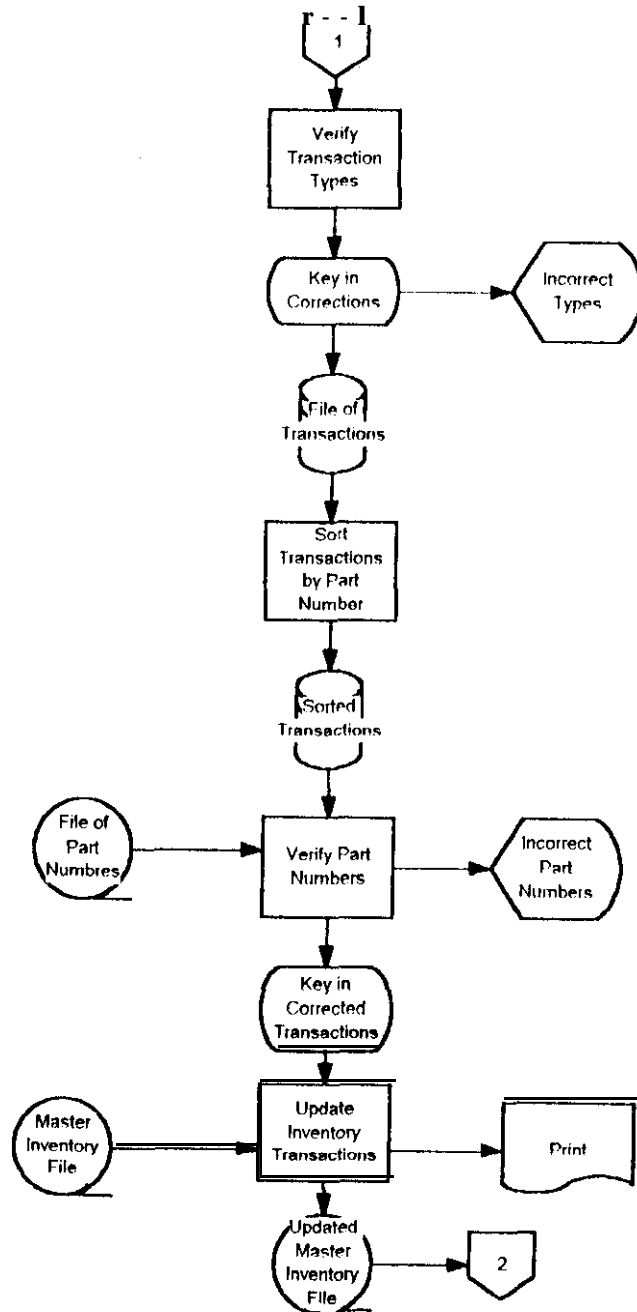 r - - l
1
Verify
Transaction
Types
Key in
Corrections
Incorrect
Types
File of
Transactions
Sort
Transactions
by Part
Number
Sorted
Transactions
File of
Part
Numbres
Verify Part
Numbers
Incorrect
Part
Numbers
Key in
Corrected
Transactions
Master
Inventory
File
Update
Inventory
Transactions
Print
Updated
Master
Inventory
File
2